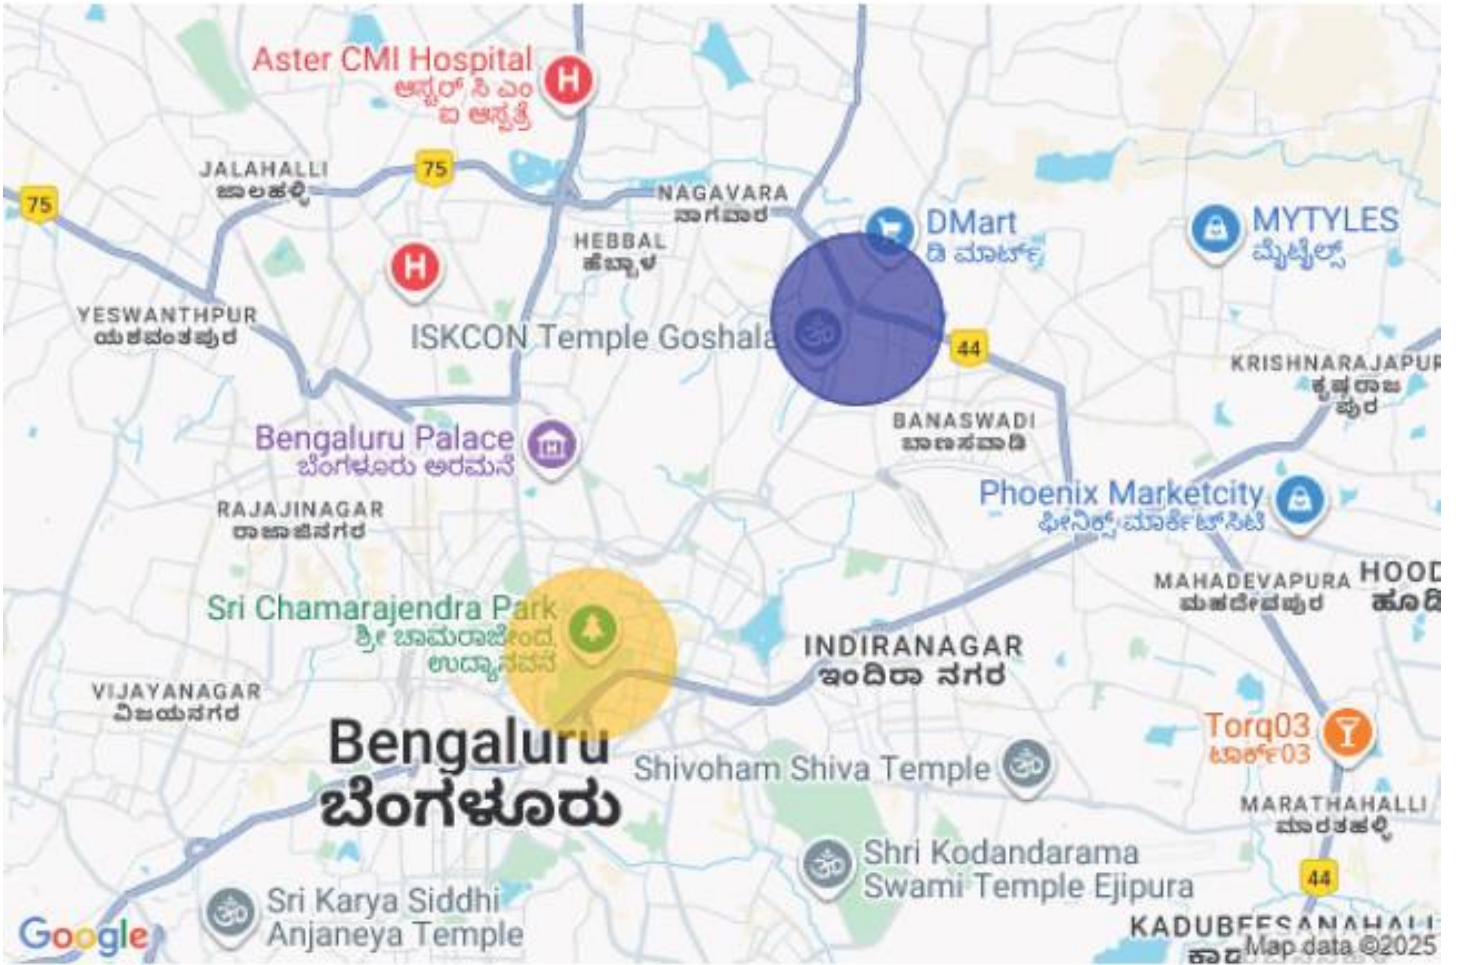 Aster CMI Hospital
ಆಸ್ಟರ್ ಸಿ ಎಂ
ಐ ಆಸ್ಪತ್ರೆ
75
JALAHALLI
ಜಾಲಹಳ್ಳಿ
75
NAGAVARA
ನಾಗವಾರ
DMart
ಡಿ ಮಾರ್ಟ್
MYTYLES
ಮೈಟೈಲ್ಸ್
HEBBAL
ಹೆಬ್ಬಾಳ
H
H
YESWANTHPUR
ಯಶವಂತಪುರ
ISKCON Temple Goshala
44
KRISHNARAJAPUR
ಕೃಷ್ಣರಾಜ
ಪುರ
BANASWADI
ಬಾಣಸವಾಡಿ
Bengaluru Palace
ಬೆಂಗಳೂರು ಅರಮನೆ
Phoenix Marketcity
ಫೀನಿಕ್ಸ್ ಮಾರ್ಕೆಟ್‌ಸಿಟಿ
RAJAJINAGAR
ರಾಜಾಜಿನಗರ
MAHADEVAPURA
ಮಹದೇವಪುರ
HOOD
ಹೂಡಿ
Sri Chamarajendra Park
ಶ್ರೀ ಚಾಮರಾಜೇಂದ್ರ
ಉದ್ಯಾನವನ
INDIRANAGAR
ಇಂದಿರಾ ನಗರ
VIJAYANAGAR
ವಿಜಯನಗರ
Bengaluru
ಬೆಂಗಳೂರು
Torq03
ಟಾರ್ಕ್03
Shivoham Shiva Temple
MARATHAHALLI
ಮಾರತಹಳ್ಳಿ
Shri Kodandarama
Swami Temple Ejipura
44
Sri Karya Siddhi
Anjaneya Temple
KADUBEESANAHALL
Google
Map data ©2025